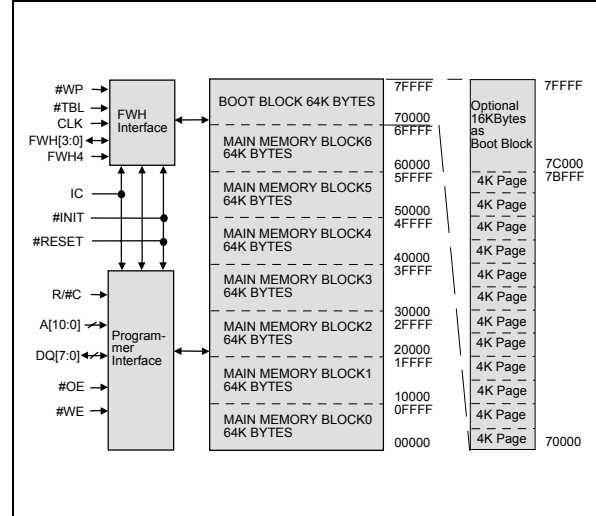 #WP
#TBL
CLK
FWH[3:0]
FWH4
IC
#INIT
#RESET
R/#C
A[10:0]
DQ[7:0]
#OE
#WE
FWH
Interface
Program-
mer
Interface
BOOT BLOCK 64K BYTES
MAIN MEMORY BLOCK6
64K BYTES
MAIN MEMORY BLOCK5
64K BYTES
MAIN MEMORY BLOCK4
64K BYTES
MAIN MEMORY BLOCK3
64K BYTES
MAIN MEMORY BLOCK2
64K BYTES
MAIN MEMORY BLOCK1
64K BYTES
MAIN MEMORY BLOCK0
64K BYTES
7FFFF
70000
6FFFF
60000
5FFFF
50000
4FFFF
40000
3FFFF
30000
2FFFF
20000
1FFFF
10000
0FFFF
00000
Optional
16KBytes
as
Boot Block
4K Page
4K Page
4K Page
4K Page
4K Page
4K Page
4K Page
4K Page
4K Page
4K Page
4K Page
4K Page
7FFFF
7C000
7BFFF
70000